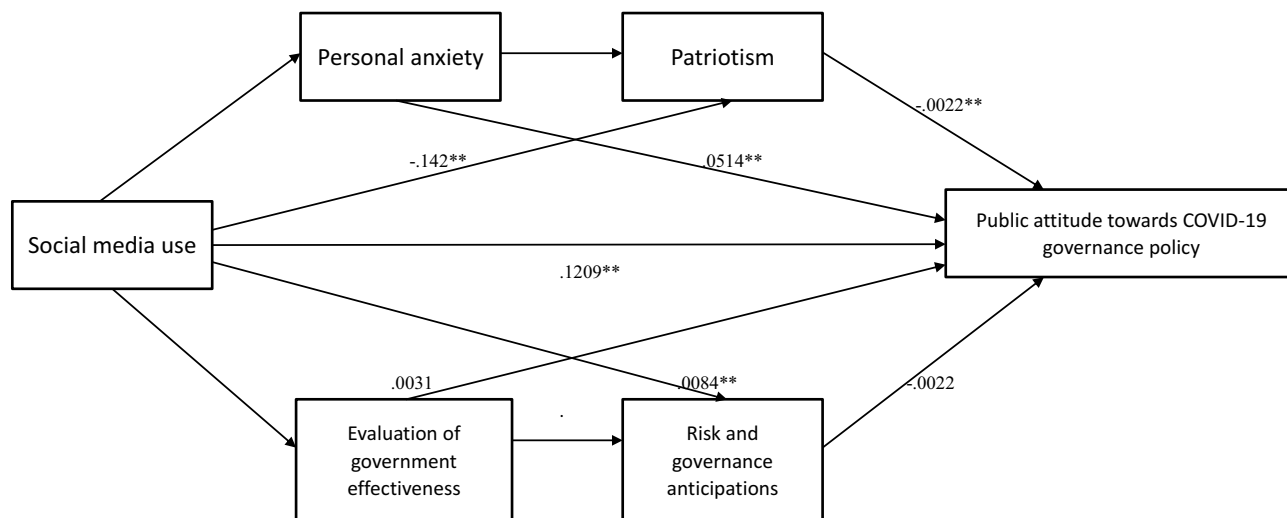 Personal anxiety
Patriotism
-.0022**
-.142**
.0514**
Social media use
Public attitude towards COVID-19
governance policy
.1209**
.0031
.0084**
-.0022
.
Evaluation of
government
effectiveness
Risk and
governance
anticipations